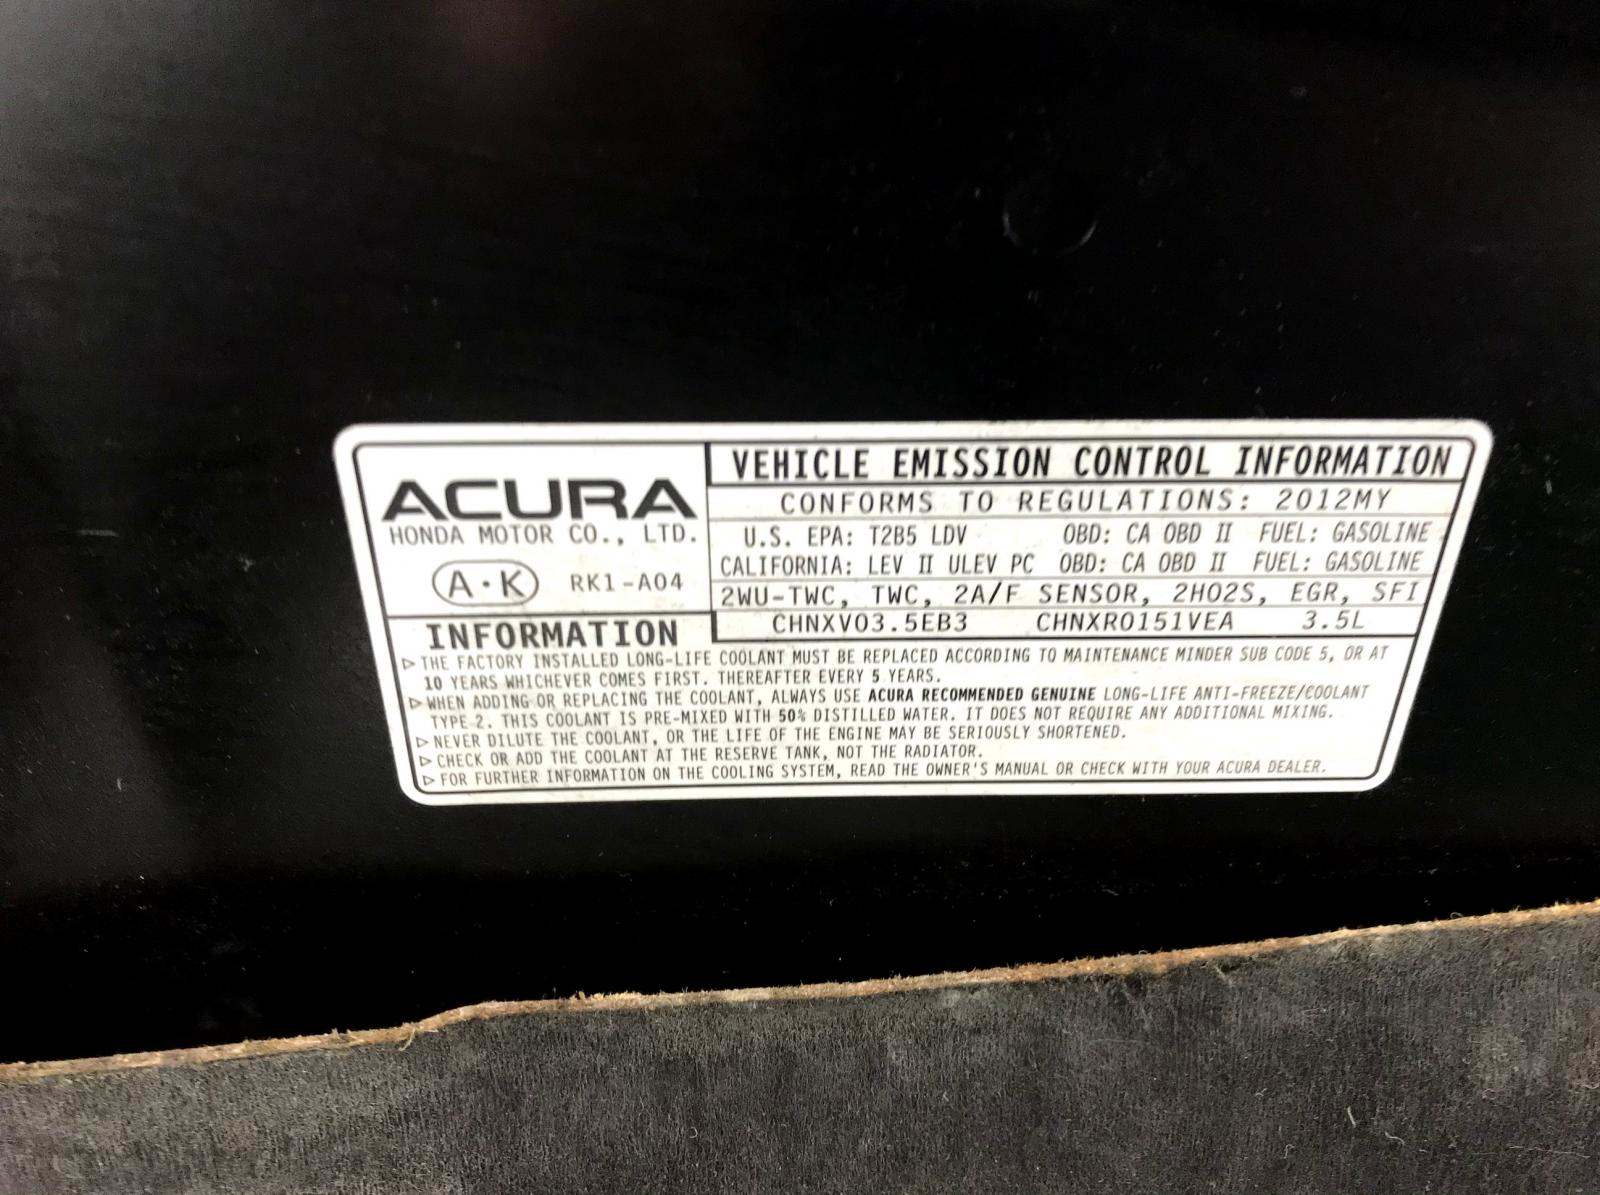 ACURA
HONDA MOTOR CO., LTD.
A·K RK1-A04
VEHICLE EMISSION CONTROL INFORMATION
CONFORMS TO REGULATIONS: 2012MY
U.S. EPA: T2B5 LDV OBD: CA OBD II FUEL: GASOLINE
CALIFORNIA: LEV II ULEV PC OBD: CA OBD II FUEL: GASOLINE
2WU-TWC, TWC, 2A/F SENSOR, 2HO2S, EGR, SFI
CHNXV03.5EB3 CHNXR0151VEA 3.5L
INFORMATION
▷ THE FACTORY INSTALLED LONG-LIFE COOLANT MUST BE REPLACED ACCORDING TO MAINTENANCE MINDER SUB CODE 5, OR AT
10 YEARS WHICHEVER COMES FIRST. THEREAFTER EVERY 5 YEARS.
▷ WHEN ADDING OR REPLACING THE COOLANT, ALWAYS USE ACURA RECOMMENDED GENUINE LONG-LIFE ANTI-FREEZE/COOLANT
TYPE 2. THIS COOLANT IS PRE-MIXED WITH 50% DISTILLED WATER. IT DOES NOT REQUIRE ANY ADDITIONAL MIXING.
▷ NEVER DILUTE THE COOLANT, OR THE LIFE OF THE ENGINE MAY BE SERIOUSLY SHORTENED.
▷ CHECK OR ADD THE COOLANT AT THE RESERVE TANK, NOT THE RADIATOR.
▷ FOR FURTHER INFORMATION ON THE COOLING SYSTEM, READ THE OWNER'S MANUAL OR CHECK WITH YOUR ACURA DEALER.